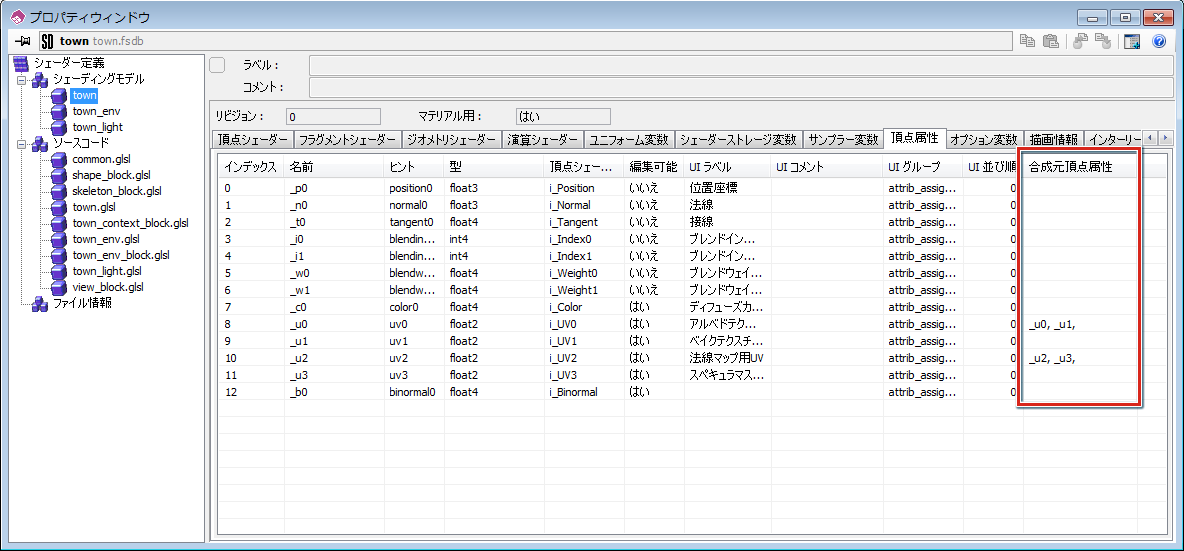 プロパティウィンドウ
SD town town.fsdb
シェーダー定義
シェーディングモデル
town
town_env
town_light
ソースコード
common.glsl
shape_block.glsl
skeleton_block.glsl
town.glsl
town_context_block.glsl
town_env.glsl
town_env_block.glsl
town_light.glsl
view_block.glsl
ファイル情報
ラベル :
コメント :
リビジョン : 0 マテリアル用 : はい
頂点シェーダー フラグメントシェーダー ジオメトリシェーダー 演算シェーダー ユニフォーム変数 シェーダーストレージ変数 サンプラー変数 頂点属性 オプション変数 描画情報 インターリー
インデックス 名前 ヒント 型 頂点シェー... 編集可能 UI ラベル UI コメント UI グループ UI 並び順 合成元頂点属性
0 _p0 position0 float3 i_Position いいえ 位置座標 attrib_assig... 0
1 _n0 normal0 float3 i_Normal いいえ 法線 attrib_assig... 0
2 _t0 tangent0 float4 i_Tangent いいえ 接線 attrib_assig... 0
3 _i0 blendin... int4 i_Index0 いいえ ブレンドイン... attrib_assig... 0
4 _i1 blendin... int4 i_Index1 いいえ ブレンドイン... attrib_assig... 0
5 _w0 blendw... float4 i_Weight0 いいえ ブレンドウェイ... attrib_assig... 0
6 _w1 blendw... float4 i_Weight1 いいえ ブレンドウェイ... attrib_assig... 0
7 _c0 color0 float4 i_Color はい ディフューズカ... attrib_assig... 0
8 _u0 uv0 float2 i_UV0 はい アルベドテク... attrib_assig... 0 _u0, _u1,
9 _u1 uv1 float2 i_UV1 はい ベイクテクスチ... attrib_assig... 0
10 _u2 uv2 float2 i_UV2 はい 法線マップ用UV attrib_assig... 0 _u2, _u3,
11 _u3 uv3 float2 i_UV3 はい スペキュラマス... attrib_assig... 0
12 _b0 binormal0 float4 i_Binormal はい attrib_assig... 0